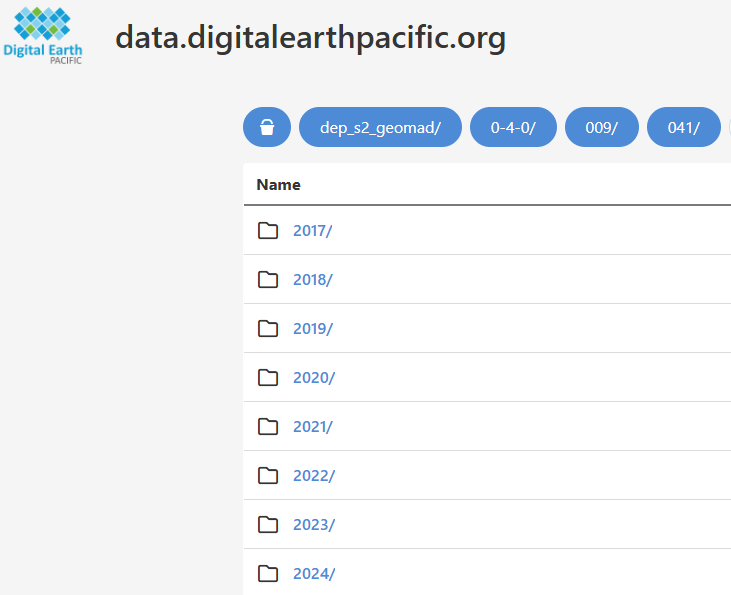 Digital Earth
PACIFIC
data.digitalearthpacific.org
dep_s2_geomad/ 0-4-0/ 009/ 041/
Name
2017/
2018/
2019/
2020/
2021/
2022/
2023/
2024/